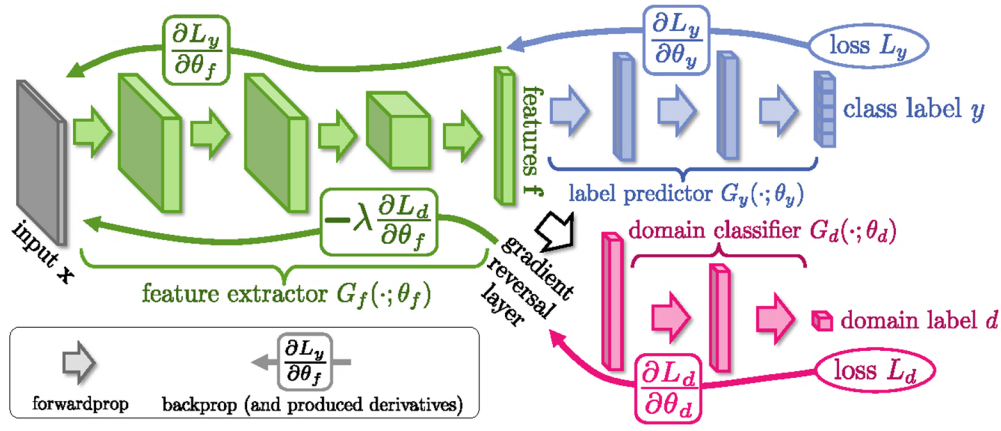 ∂L_y/∂θ_f
∂L_y/∂θ_y
loss L_y
features f
class label y
label predictor G_y(·; θ_y)
input x
−λ ∂L_d/∂θ_f
feature extractor G_f(·; θ_f)
gradient
reversal
layer
domain classifier G_d(·; θ_d)
domain label d
∂L_d/∂θ_d
loss L_d
forwardprop
∂L_y/∂θ_f
backprop (and produced derivatives)